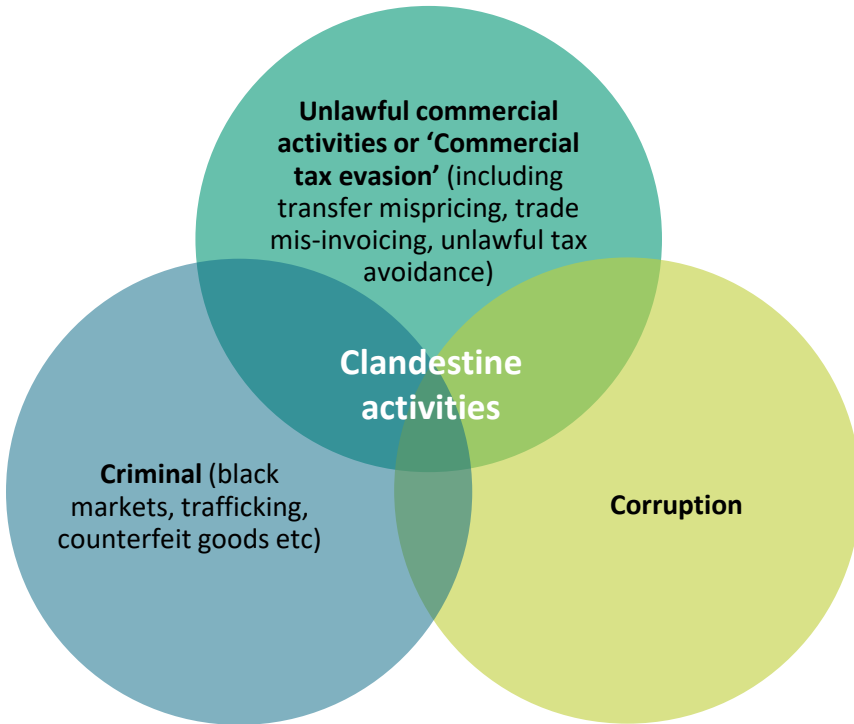 Unlawful commercial
activities or ‘Commercial
tax evasion’ (including
transfer mispricing, trade
mis-invoicing, unlawful tax
avoidance)
Clandestine
activities
Criminal (black
markets, trafficking,
counterfeit goods etc)
Corruption